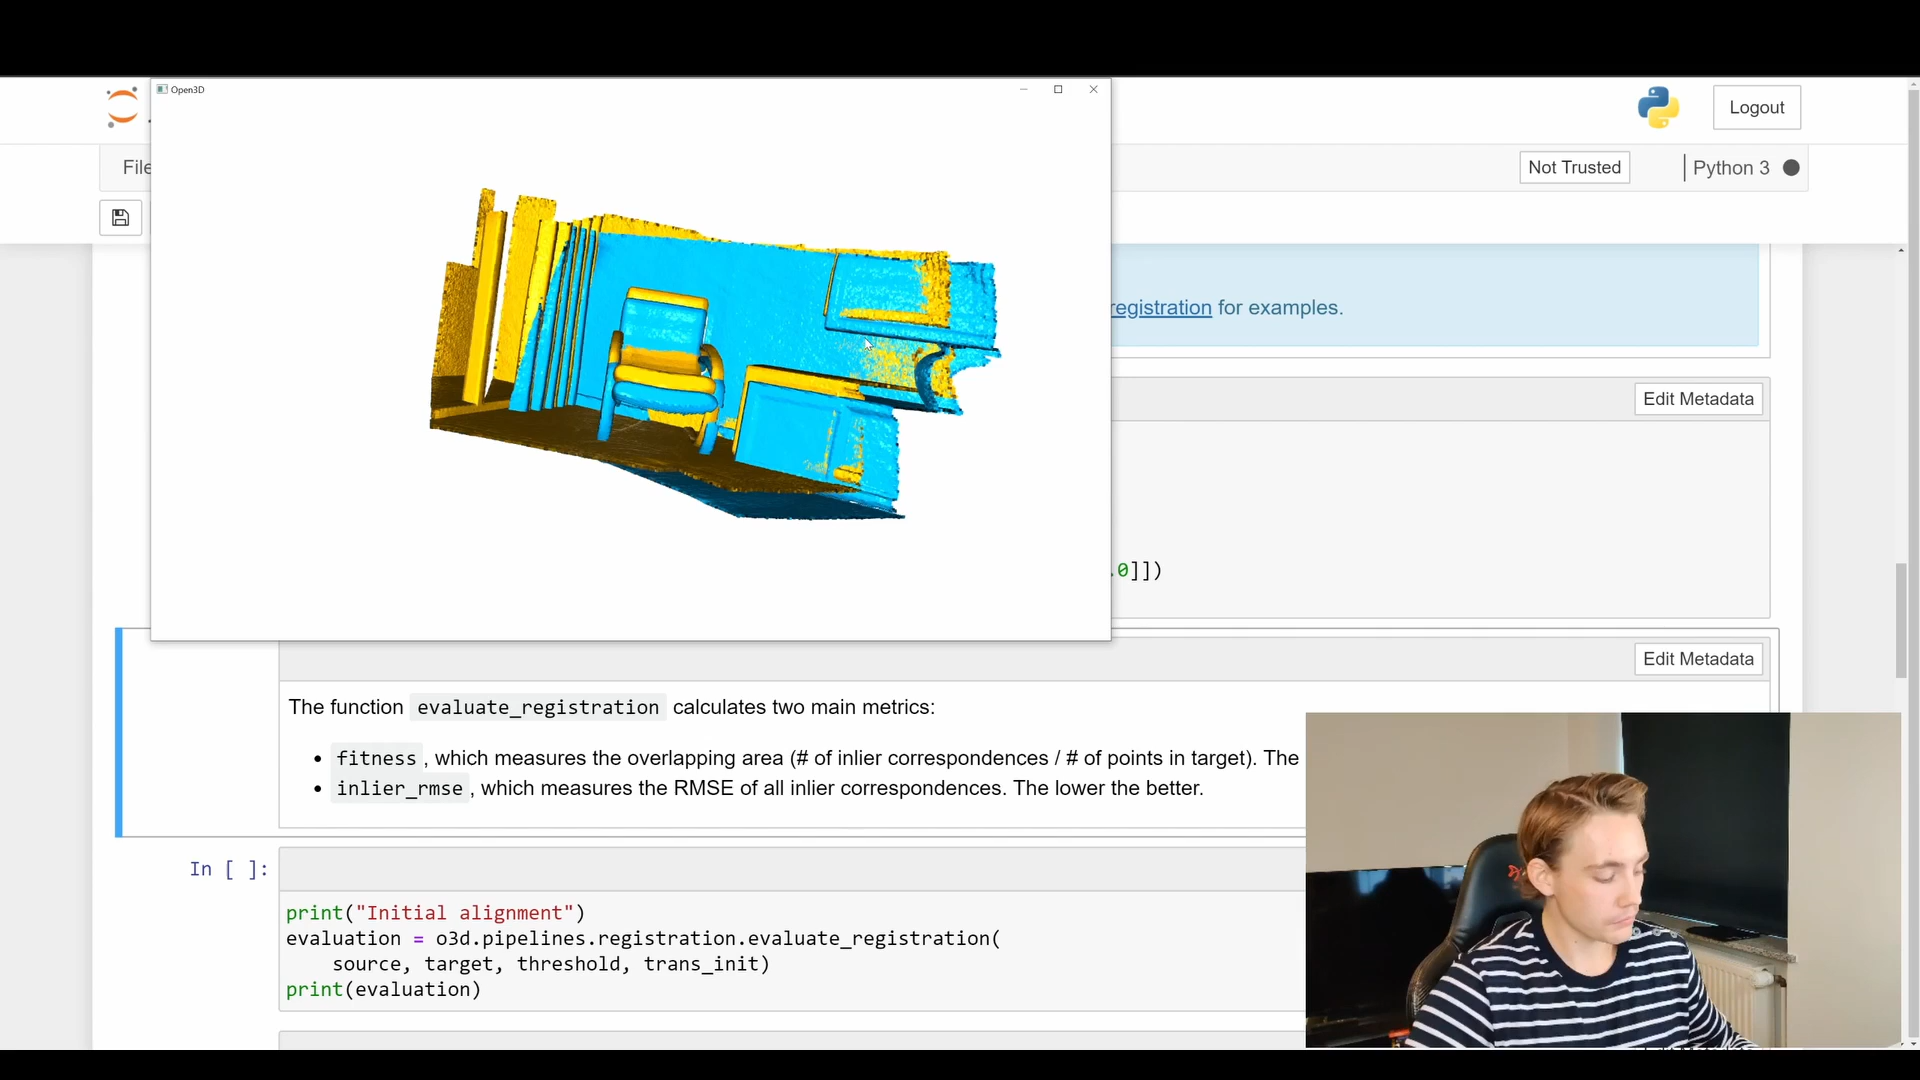 Open3D
Logout
File
Not Trusted
Python 3
registration for examples.
Edit Metadata
.0]])
Edit Metadata
The function evaluate_registration calculates two main metrics:
fitness , which measures the overlapping area (# of inlier correspondences / # of points in target). The
inlier_rmse , which measures the RMSE of all inlier correspondences. The lower the better.
In [ ]:
print("Initial alignment")
evaluation = o3d.pipelines.registration.evaluate_registration(
source, target, threshold, trans_init)
print(evaluation)